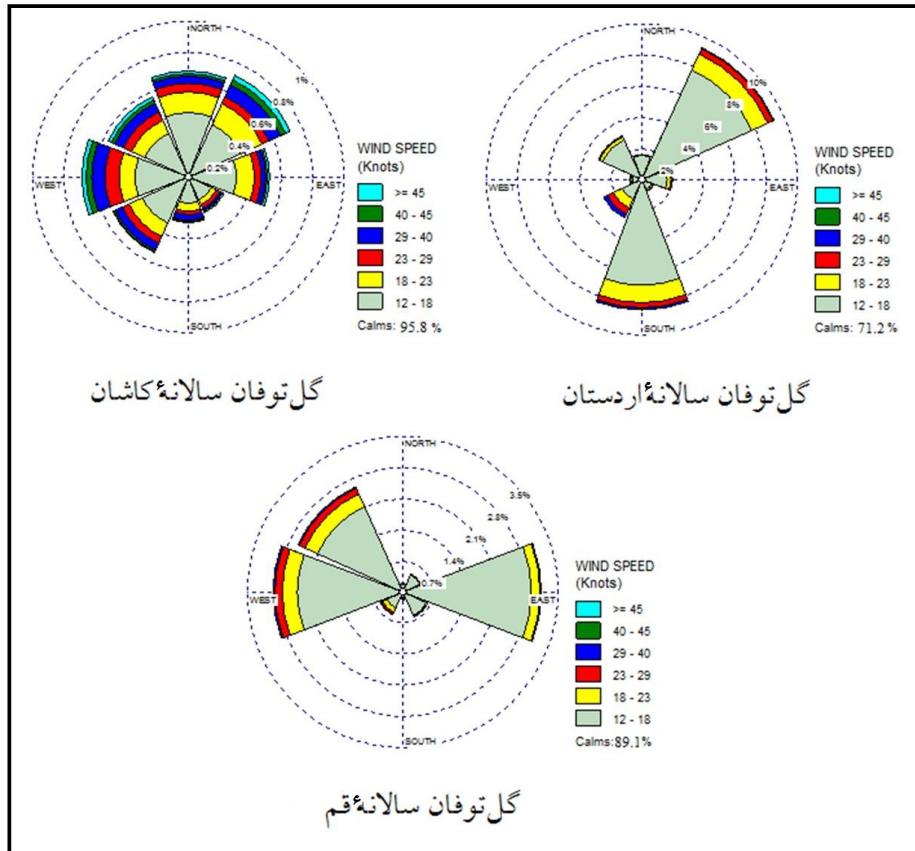 NORTH
1%
0.8%
0.6%
0.4%
0.2%
WEST
EAST
SOUTH
WIND SPEED
(Knots)
>= 45
40 - 45
29 - 40
23 - 29
18 - 23
12 - 18
Calms: 95.8 %
گل‌توفان سالانهٔ کاشان
NORTH
10%
8%
6%
4%
2%
WEST
EAST
SOUTH
WIND SPEED
(Knots)
>= 45
40 - 45
29 - 40
23 - 29
18 - 23
12 - 18
Calms: 71.2 %
گل‌توفان سالانهٔ اردستان
NORTH
3.5%
2.8%
2.1%
1.4%
0.7%
WEST
EAST
SOUTH
WIND SPEED
(Knots)
>= 45
40 - 45
29 - 40
23 - 29
18 - 23
12 - 18
Calms: 89.1%
گل‌توفان سالانهٔ قم